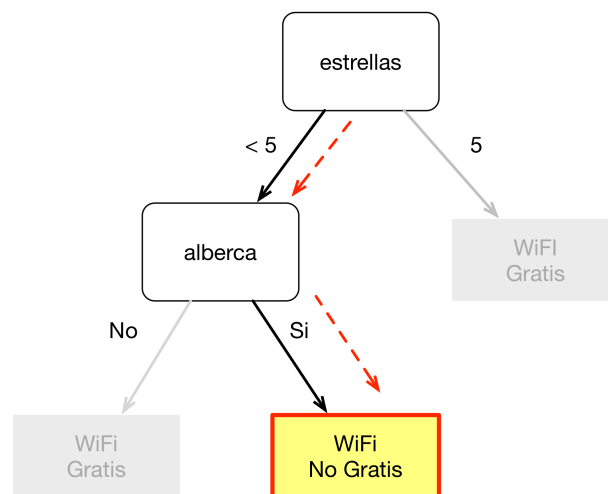 estrellas
< 5
5
alberca
WiFI
Gratis
No
Si
WiFi
Gratis
WiFi
No Gratis